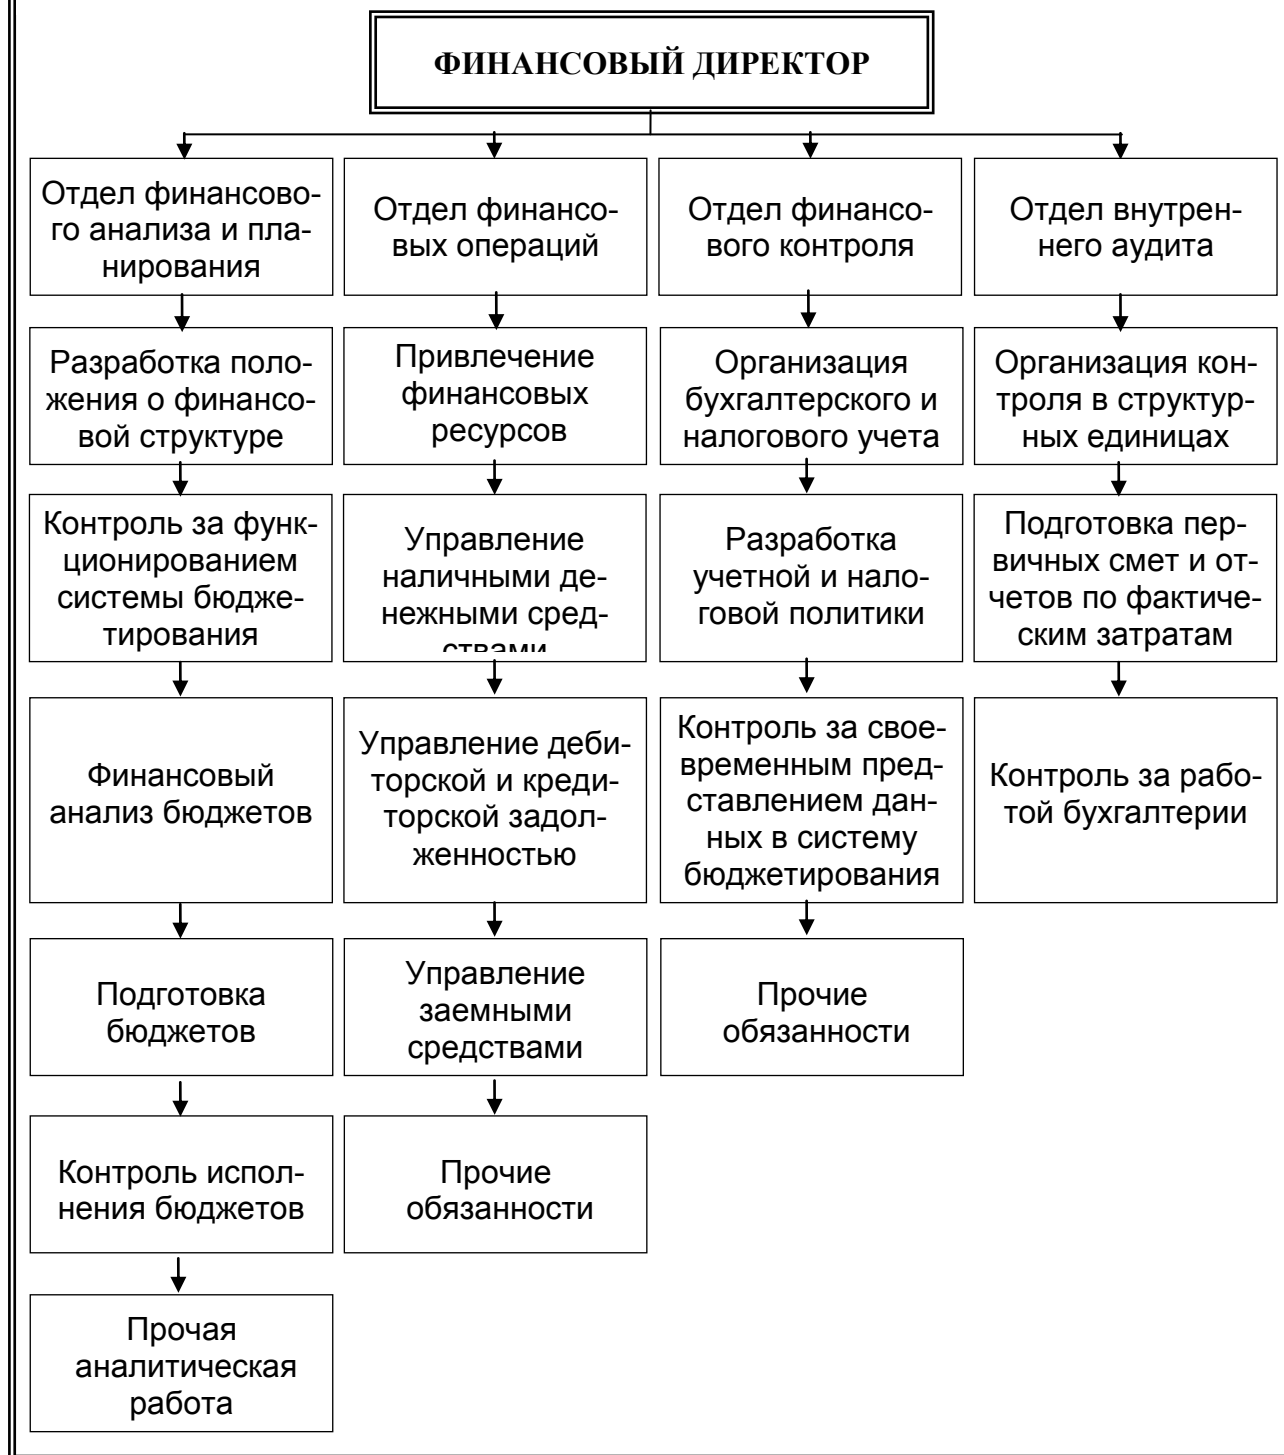 ФИНАНСОВЫЙ ДИРЕКТОР
Отдел финансово-
го анализа и пла-
нирования
Отдел финансо-
вых операций
Отдел финансо-
вого контроля
Отдел внутрен-
него аудита
Разработка поло-
жения о финансо-
вой структуре
Привлечение
финансовых
ресурсов
Организация
бухгалтерского и
налогового учета
Организация кон-
троля в структур-
ных единицах
Контроль за функ-
ционированием
системы бюдже-
тирования
Управление
наличными де-
нежными сред-
ствами
Разработка
учетной и нало-
говой политики
Подготовка пер-
вичных смет и от-
четов по фактиче-
ским затратам
Финансовый
анализ бюджетов
Управление деби-
торской и креди-
торской задол-
женностью
Контроль за свое-
временным пред-
ставлением дан-
ных в систему
бюджетирования
Контроль за рабо-
той бухгалтерии
Подготовка
бюджетов
Управление
заемными
средствами
Прочие
обязанности
Контроль испол-
нения бюджетов
Прочие
обязанности
Прочая
аналитическая
работа